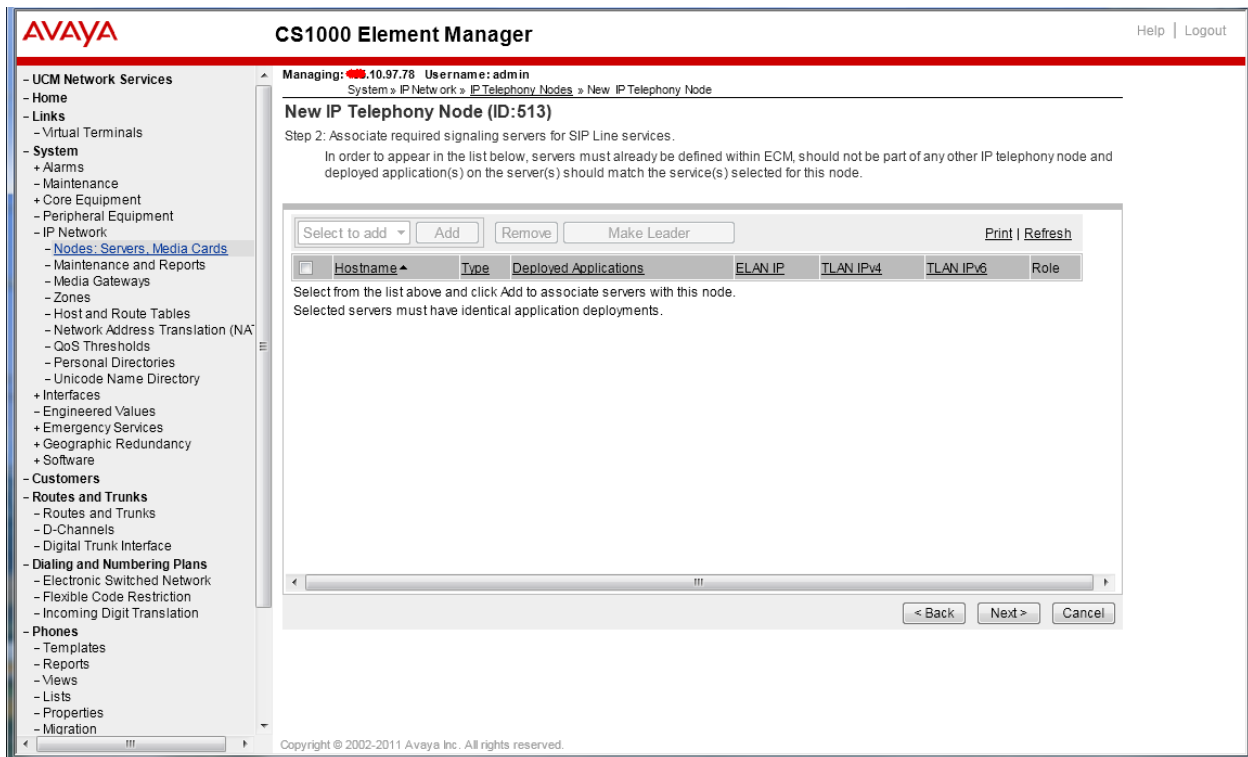 AVAYA
CS1000 Element Manager
Help | Logout
– UCM Network Services
– Home
– Links
– Virtual Terminals
– System
+ Alarms
– Maintenance
+ Core Equipment
– Peripheral Equipment
– IP Network
– Nodes: Servers, Media Cards
– Maintenance and Reports
– Media Gateways
– Zones
– Host and Route Tables
– Network Address Translation (NA
– QoS Thresholds
– Personal Directories
– Unicode Name Directory
+ Interfaces
– Engineered Values
+ Emergency Services
+ Geographic Redundancy
+ Software
– Customers
– Routes and Trunks
– Routes and Trunks
– D-Channels
– Digital Trunk Interface
– Dialing and Numbering Plans
– Electronic Switched Network
– Flexible Code Restriction
– Incoming Digit Translation
– Phones
– Templates
– Reports
– Views
– Lists
– Properties
– Migration
Managing: .10.97.78 Username: admin
System » IP Network » IP Telephony Nodes » New IP Telephony Node
New IP Telephony Node (ID:513)
Step 2: Associate required signaling servers for SIP Line services.
In order to appear in the list below, servers must already be defined within ECM, should not be part of any other IP telephony node and
deployed application(s) on the server(s) should match the service(s) selected for this node.
Select to add Add Remove Make Leader Print | Refresh
Hostname Type Deployed Applications ELAN IP TLAN IPv4 TLAN IPv6 Role
Select from the list above and click Add to associate servers with this node.
Selected servers must have identical application deployments.
< Back Next > Cancel
Copyright © 2002-2011 Avaya Inc. All rights reserved.